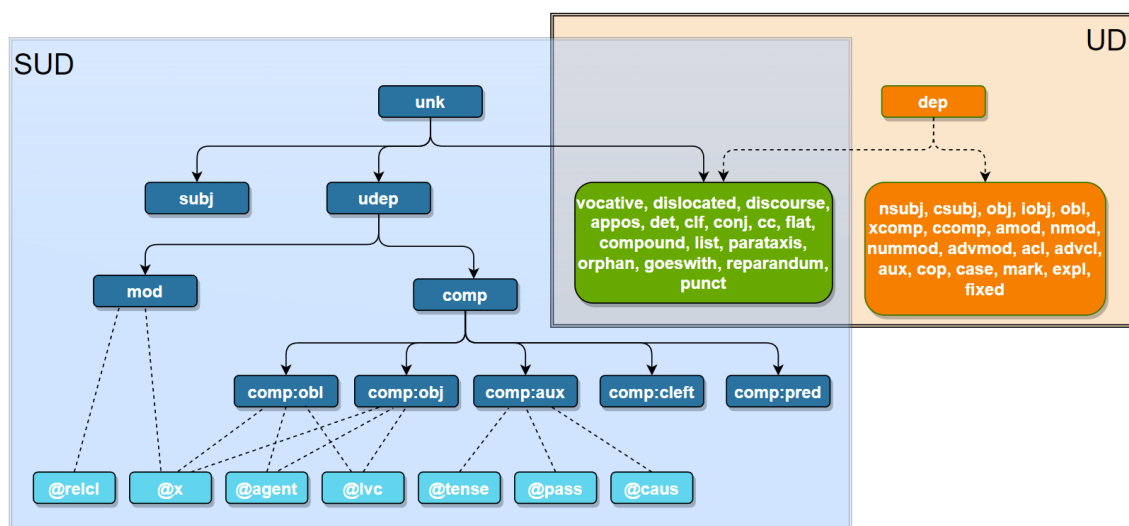 SUD
UD
unk
dep
subj
udep
vocative, dislocated, discourse,
appos, det, clf, conj, cc, flat,
compound, list, parataxis,
orphan, goeswith, reparandum,
punct
nsubj, csubj, obj, iobj, obl,
xcomp, ccomp, amod, nmod,
nummod, advmod, acl, advcl,
aux, cop, case, mark, expl,
fixed
mod
comp
comp:obl
comp:obj
comp:aux
comp:cleft
comp:pred
@relcl
@x
@agent
@lvc
@tense
@pass
@caus